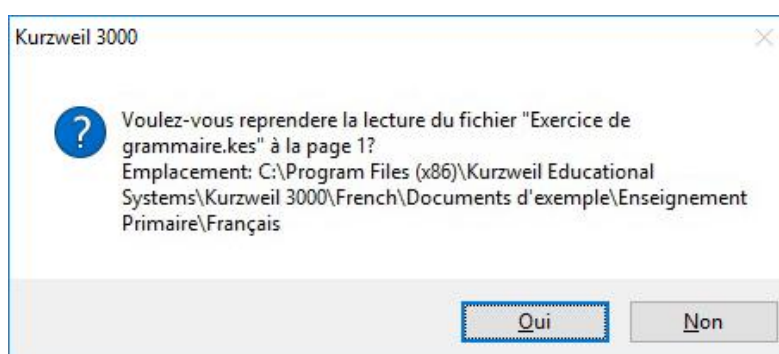 Kurzweil 3000
Voulez-vous reprendere la lecture du fichier "Exercice de
grammaire.kes" à la page 1?
Emplacement: C:\Program Files (x86)\Kurzweil Educational
Systems\Kurzweil 3000\French\Documents d'exemple\Enseignement
Primaire\Français
Oui Non